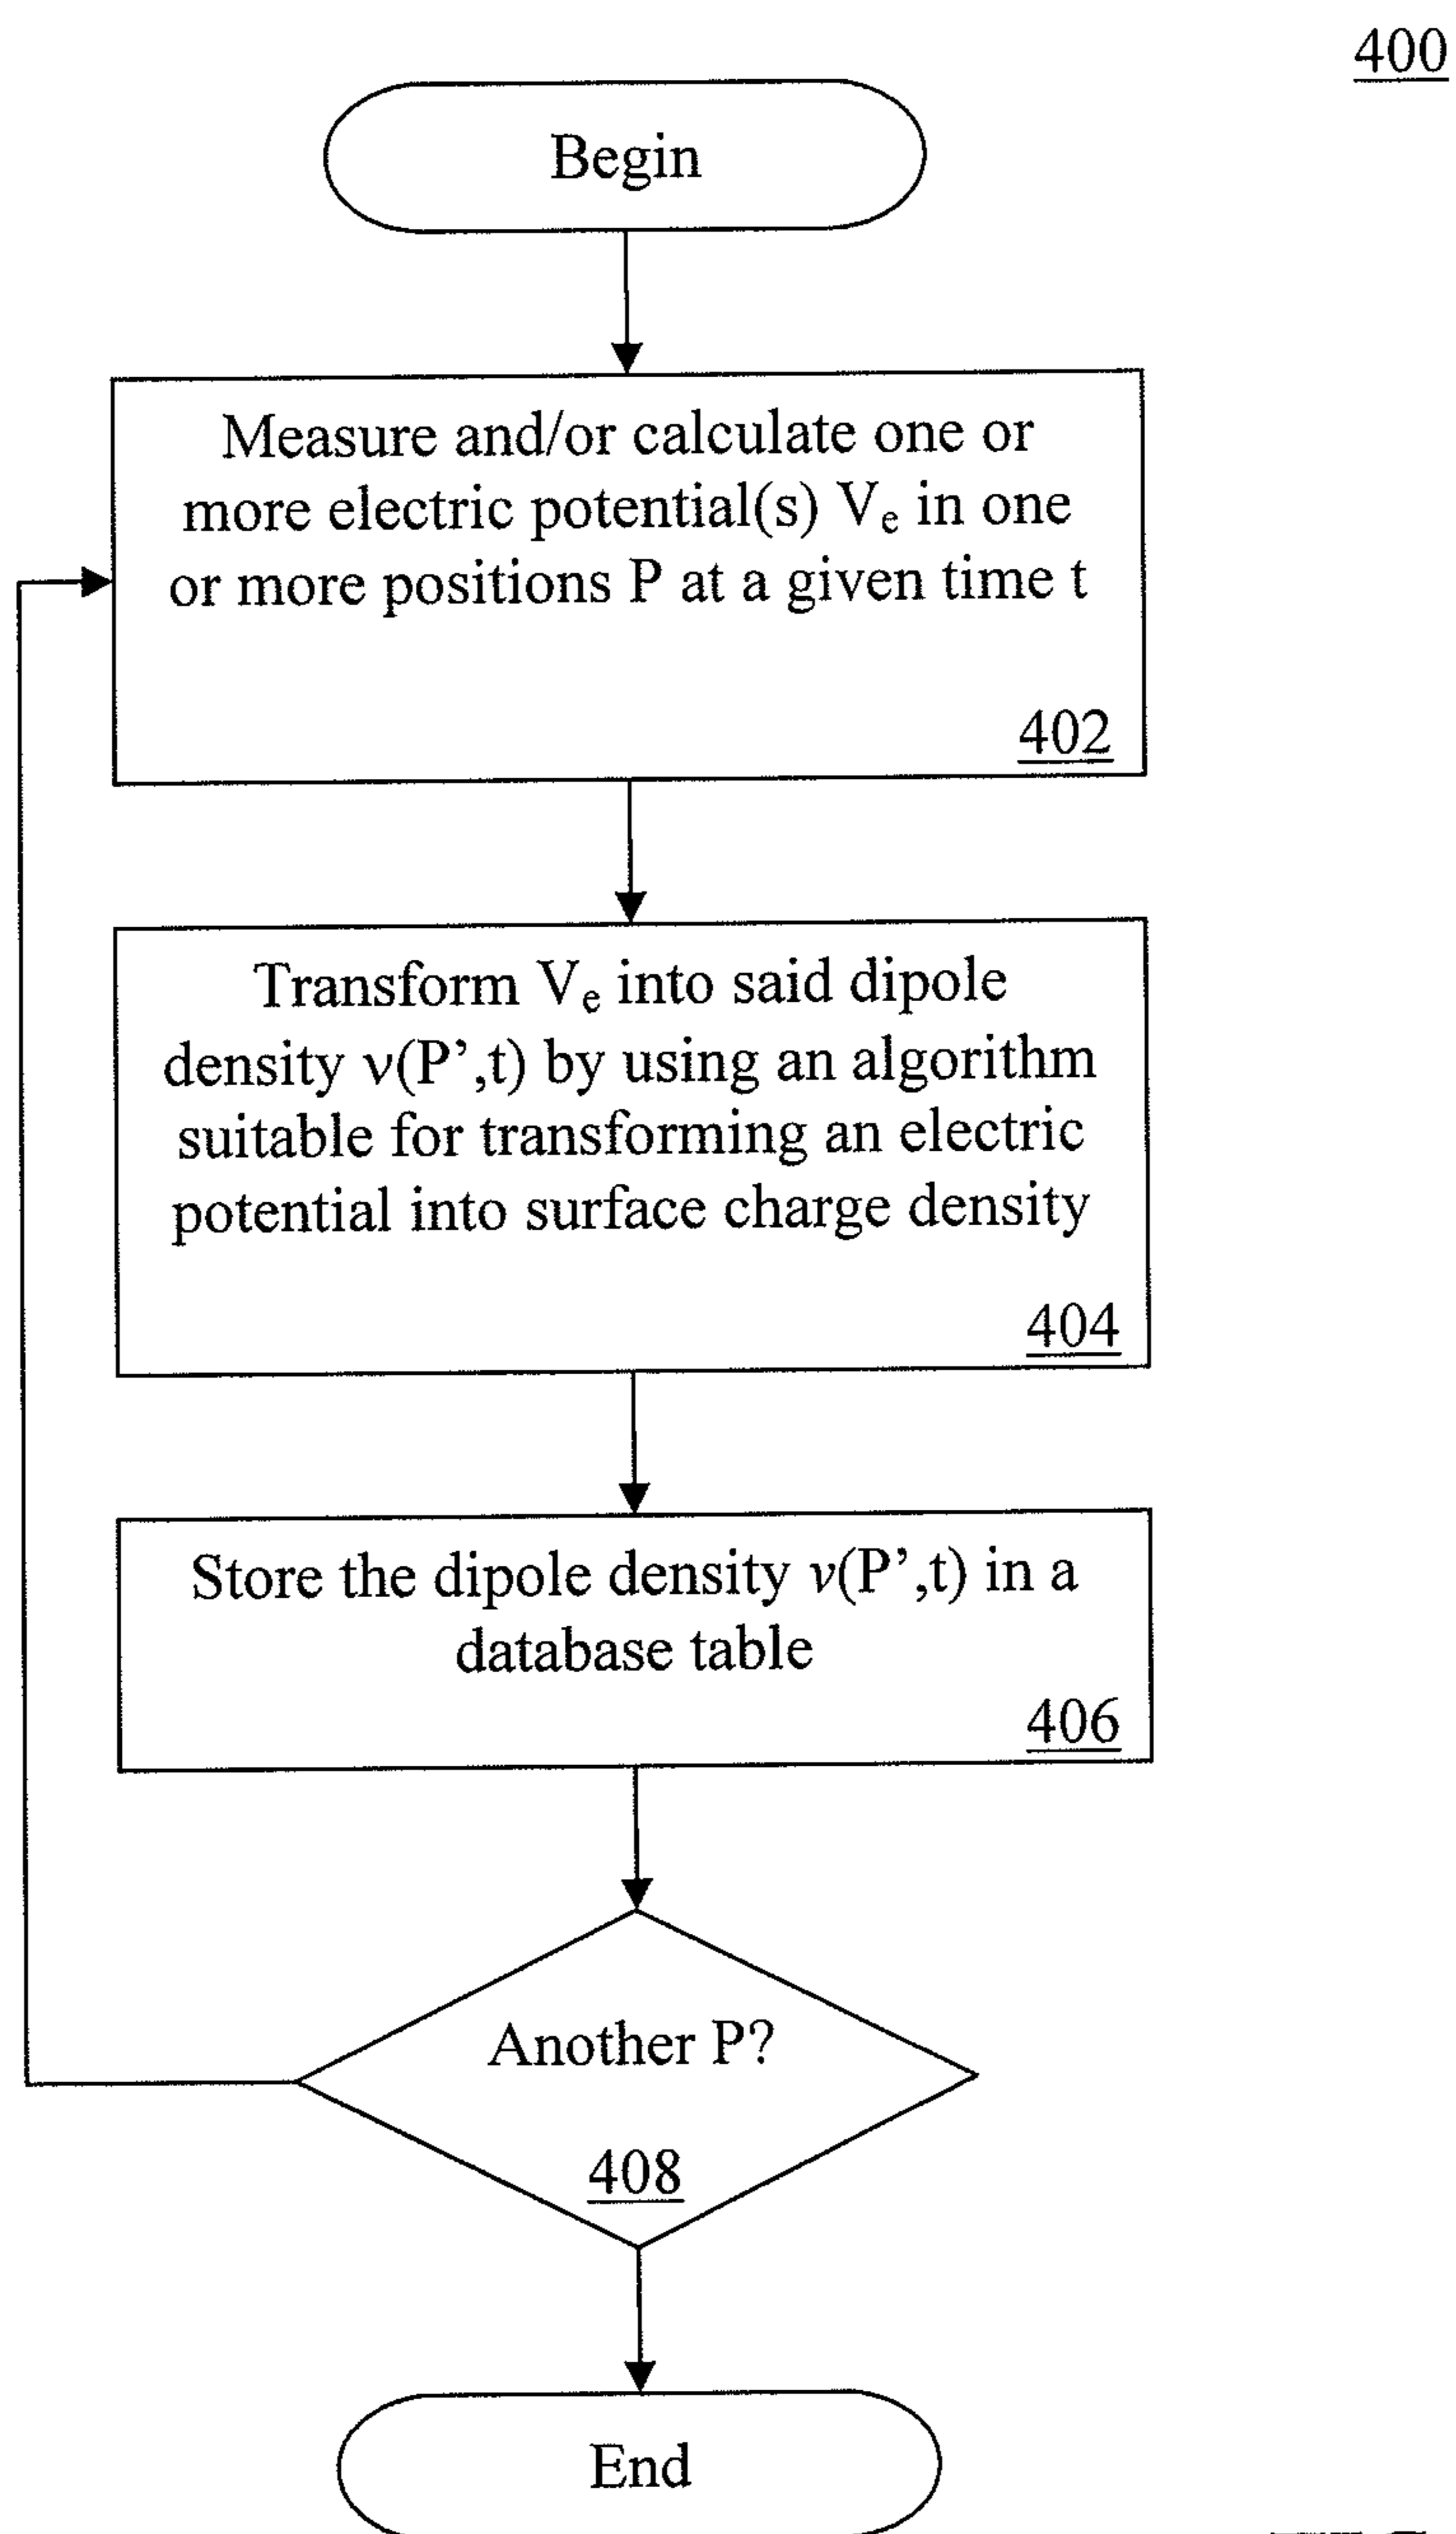 400
Begin
Measure and/or calculate one or
more electric potential(s) Ve in one
or more positions P at a given time t
402
Transform Ve into said dipole
density ν(P’,t) by using an algorithm
suitable for transforming an electric
potential into surface charge density
404
Store the dipole density ν(P’,t) in a
database table
406
Another P?
408
End